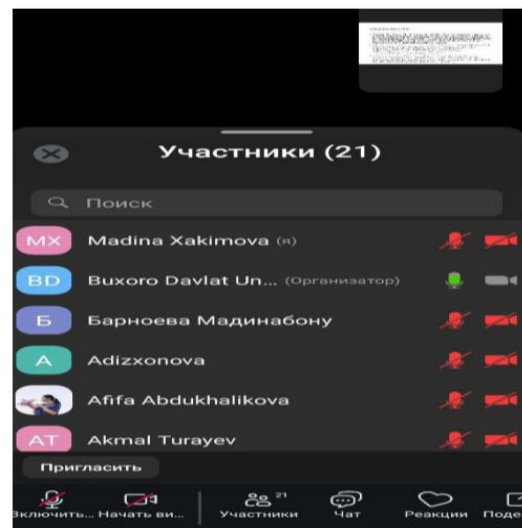 Участники (21)
Поиск
MX Madina Xakimova (я)
BD Buxoro Davlat Un... (Организатор)
Б Барноева Мадинабону
A Adizxonova
Afifa Abdukhalikova
AT Akmal Turayev
Пригласить
21
Включить... Начать ви... Участники Чат Реакции Поде